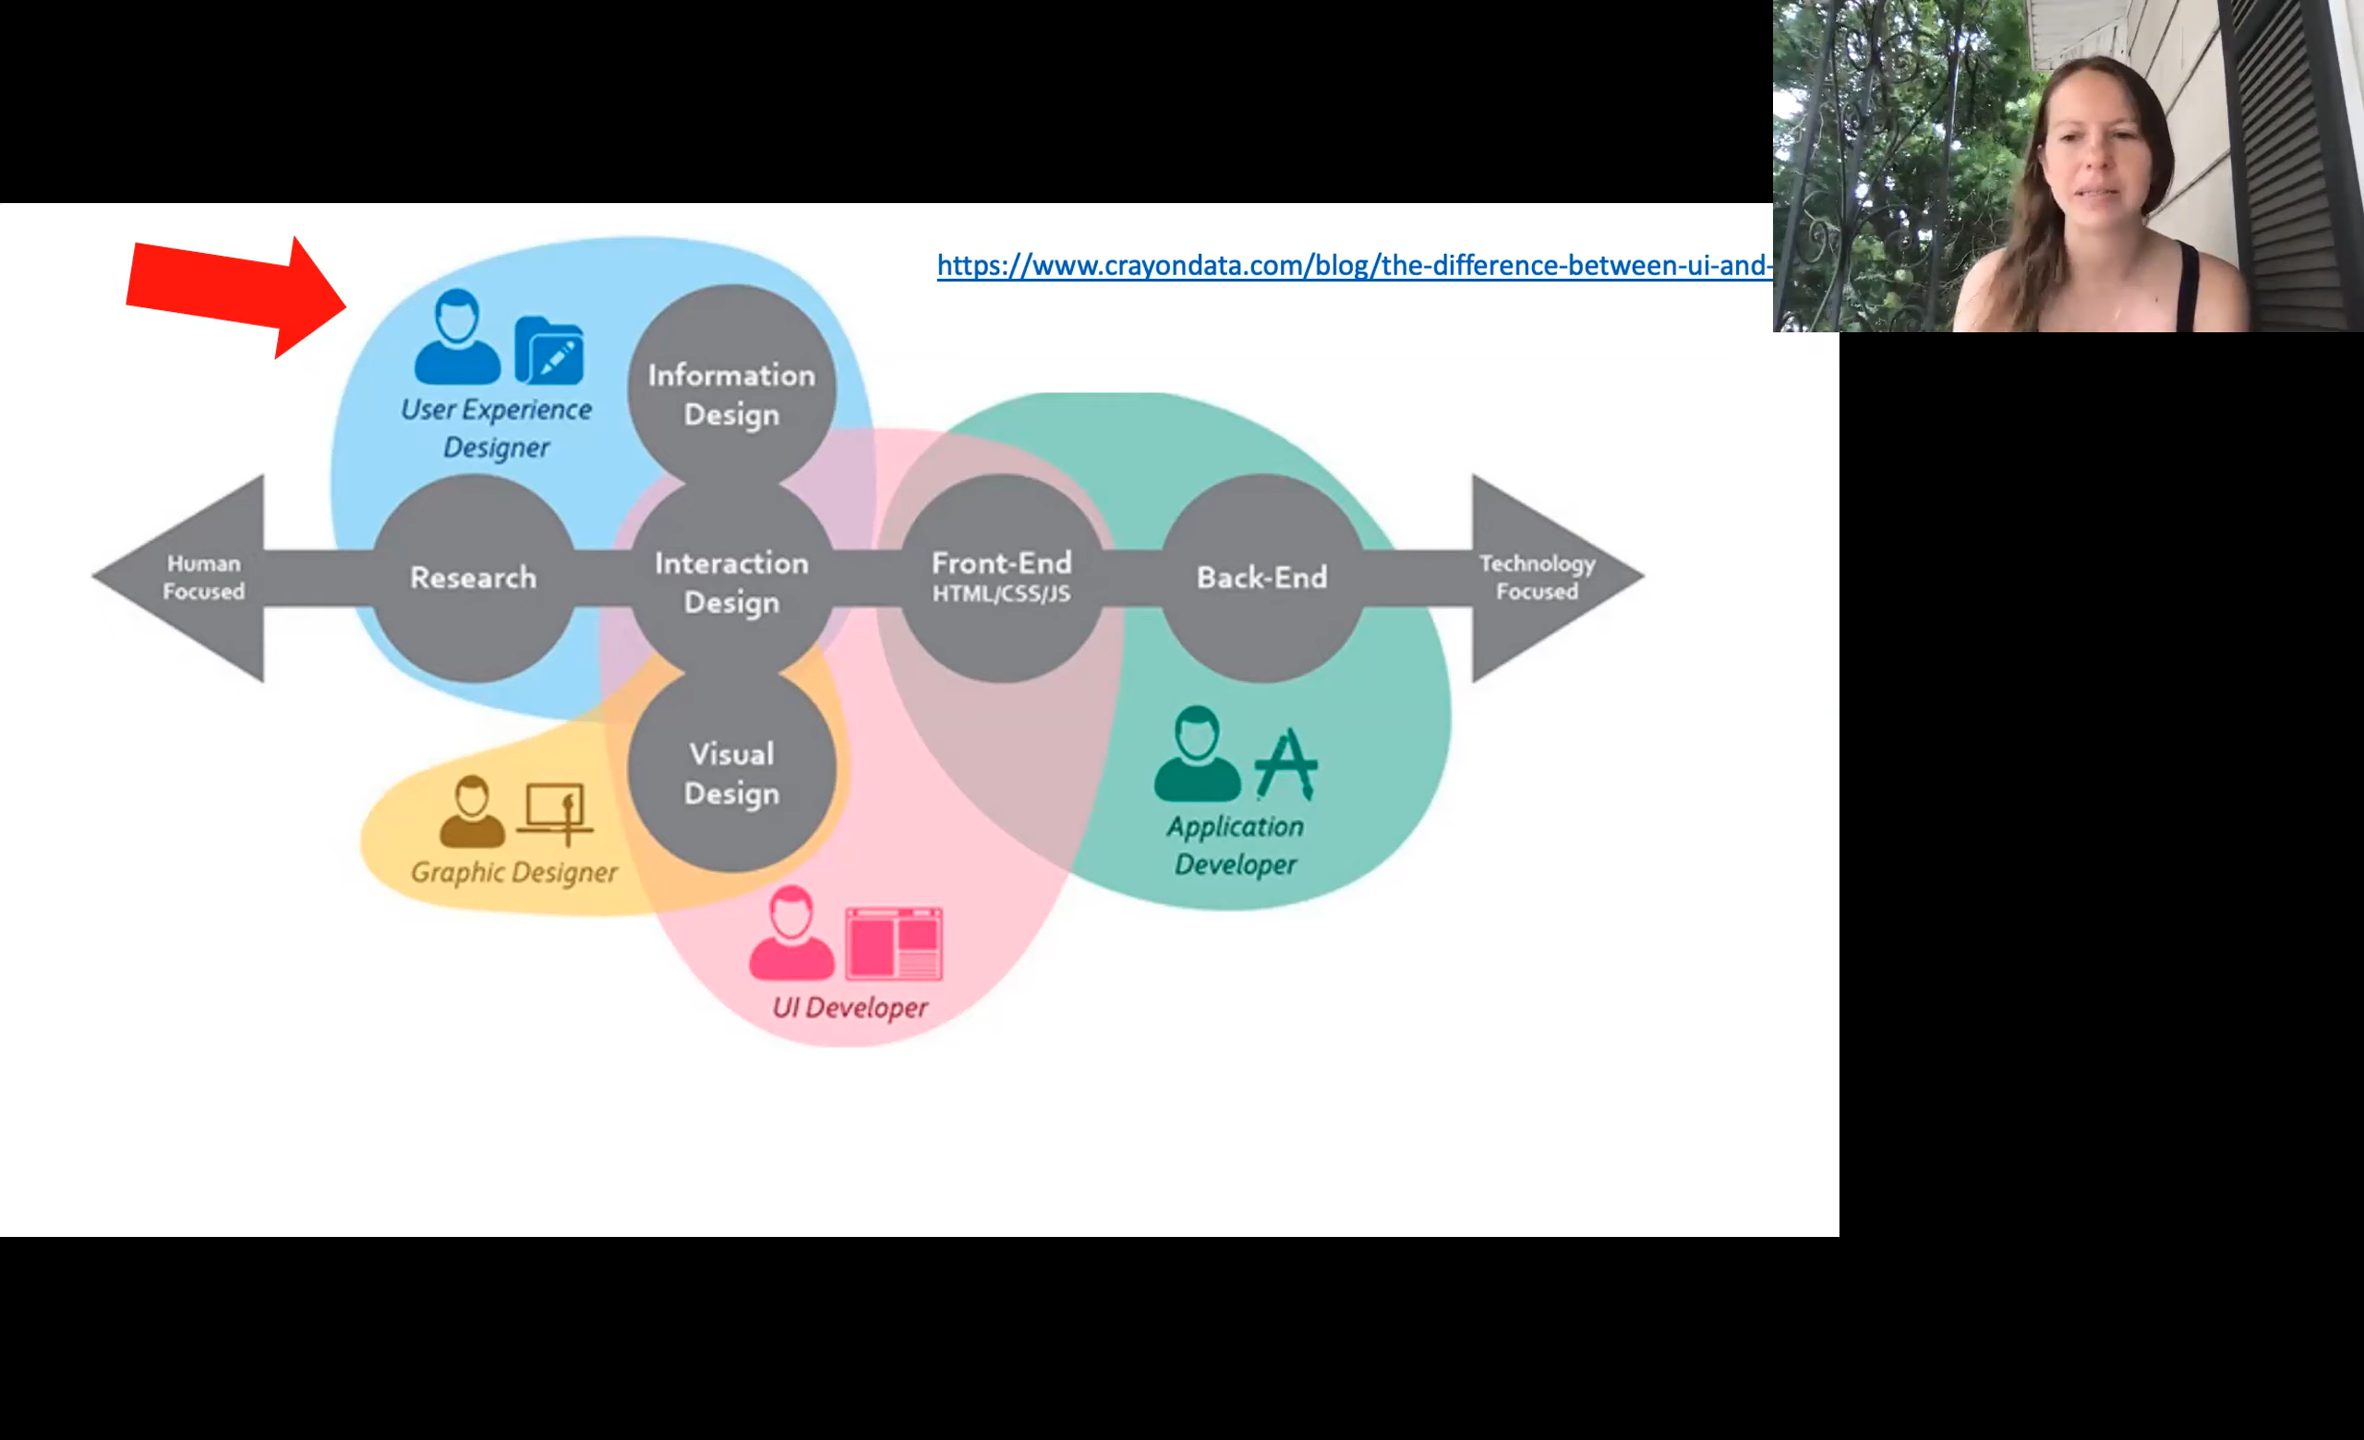 https://www.crayondata.com/blog/the-difference-between-ui-and-
User Experience
Designer
Information
Design
Human
Focused
Research
Interaction
Design
Front-End
HTML/CSS/JS
Back-End
Technology
Focused
Visual
Design
Graphic Designer
Application
Developer
UI Developer